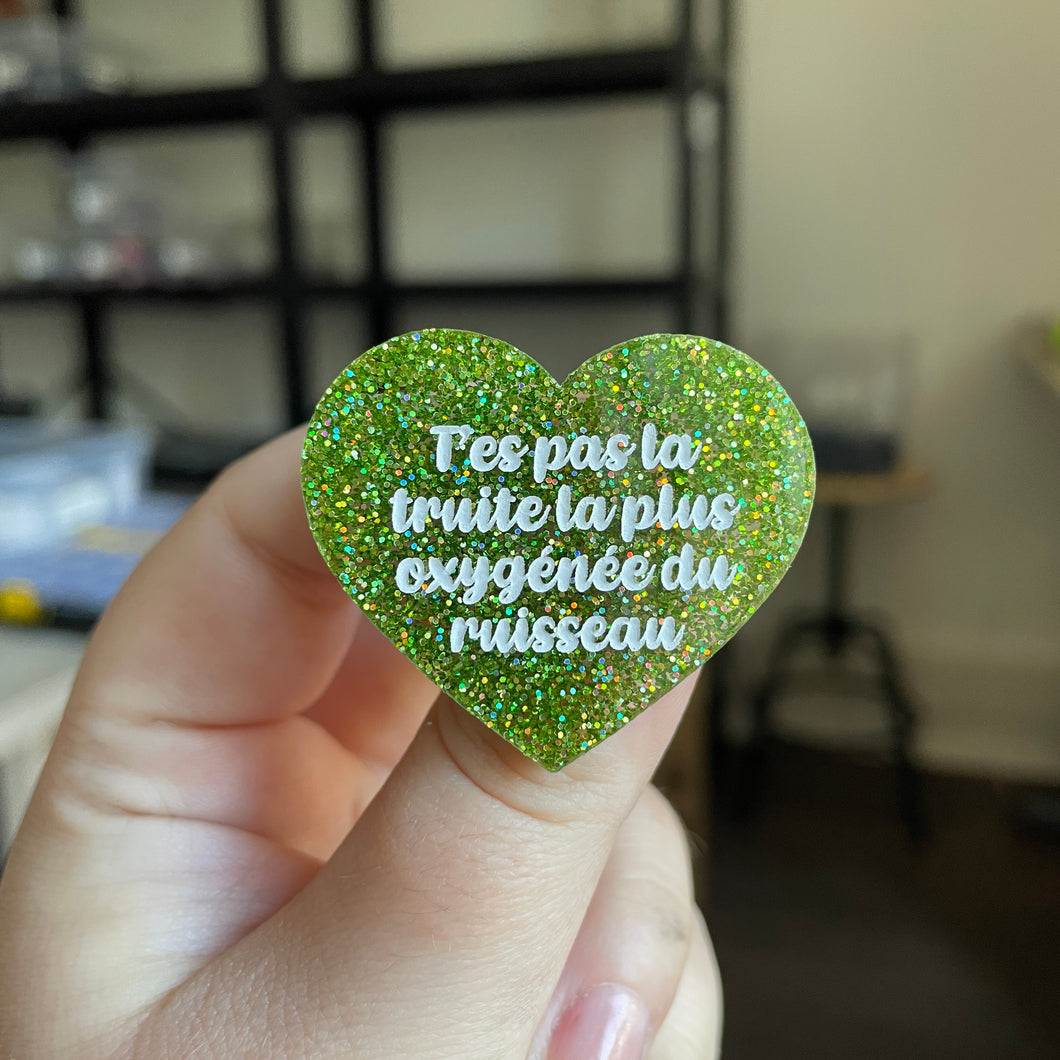 T'es pas la
truite la plus
oxygénée du
ruisseau